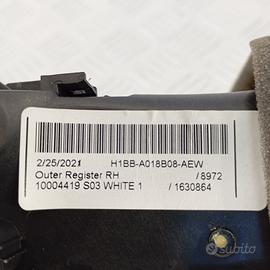 2/25/2021 H1BB-A018B08-AEW
Outer Register RH /8972
10004419 S03 WHITE 1 /1630864
subito